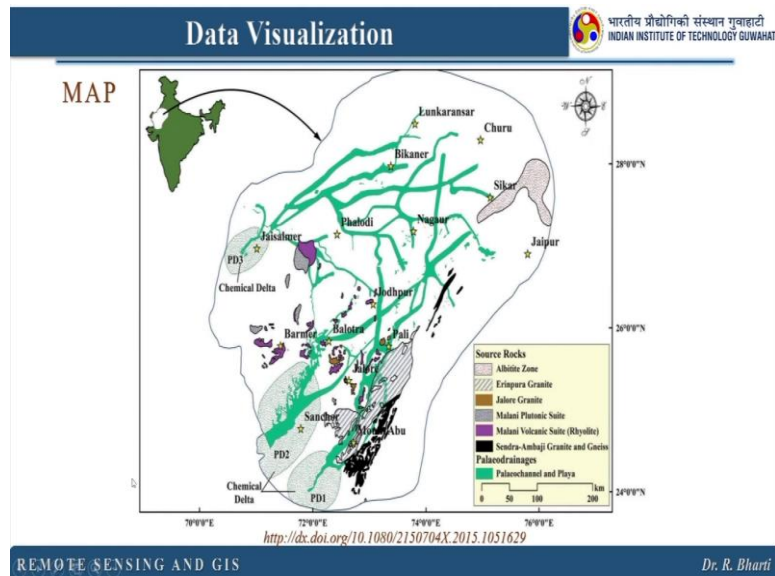 Data Visualization
भारतीय प्रौद्योगिकी संस्थान गुवाहाटी
INDIAN INSTITUTE OF TECHNOLOGY GUWAHAT
MAP
Lunkaransar
Churu
Bikaner
28°0'0"N
Sikar
Phalodi
Nagaur
Jaisalmer
Jaipur
PD3
Chemical Delta
Jodhpur
26°0'0"N
Barmer
Balotra
Pali
Jalore
Sanchor
Mount Abu
PD2
Chemical
Delta
PD1
24°0'0"N
Source Rocks
Albitite Zone
Erinpura Granite
Jalore Granite
Malani Plutonic Suite
Malani Volcanic Suite (Rhyolite)
Sendra-Ambaji Granite and Gneiss
Palaeodrainages
Palaeochannel and Playa
km
0 50 100 200
70°0'0"E 72°0'0"E 74°0'0"E 76°0'0"E
http://dx.doi.org/10.1080/2150704X.2015.1051629
REMOTE SENSING AND GIS
Dr. R. Bharti